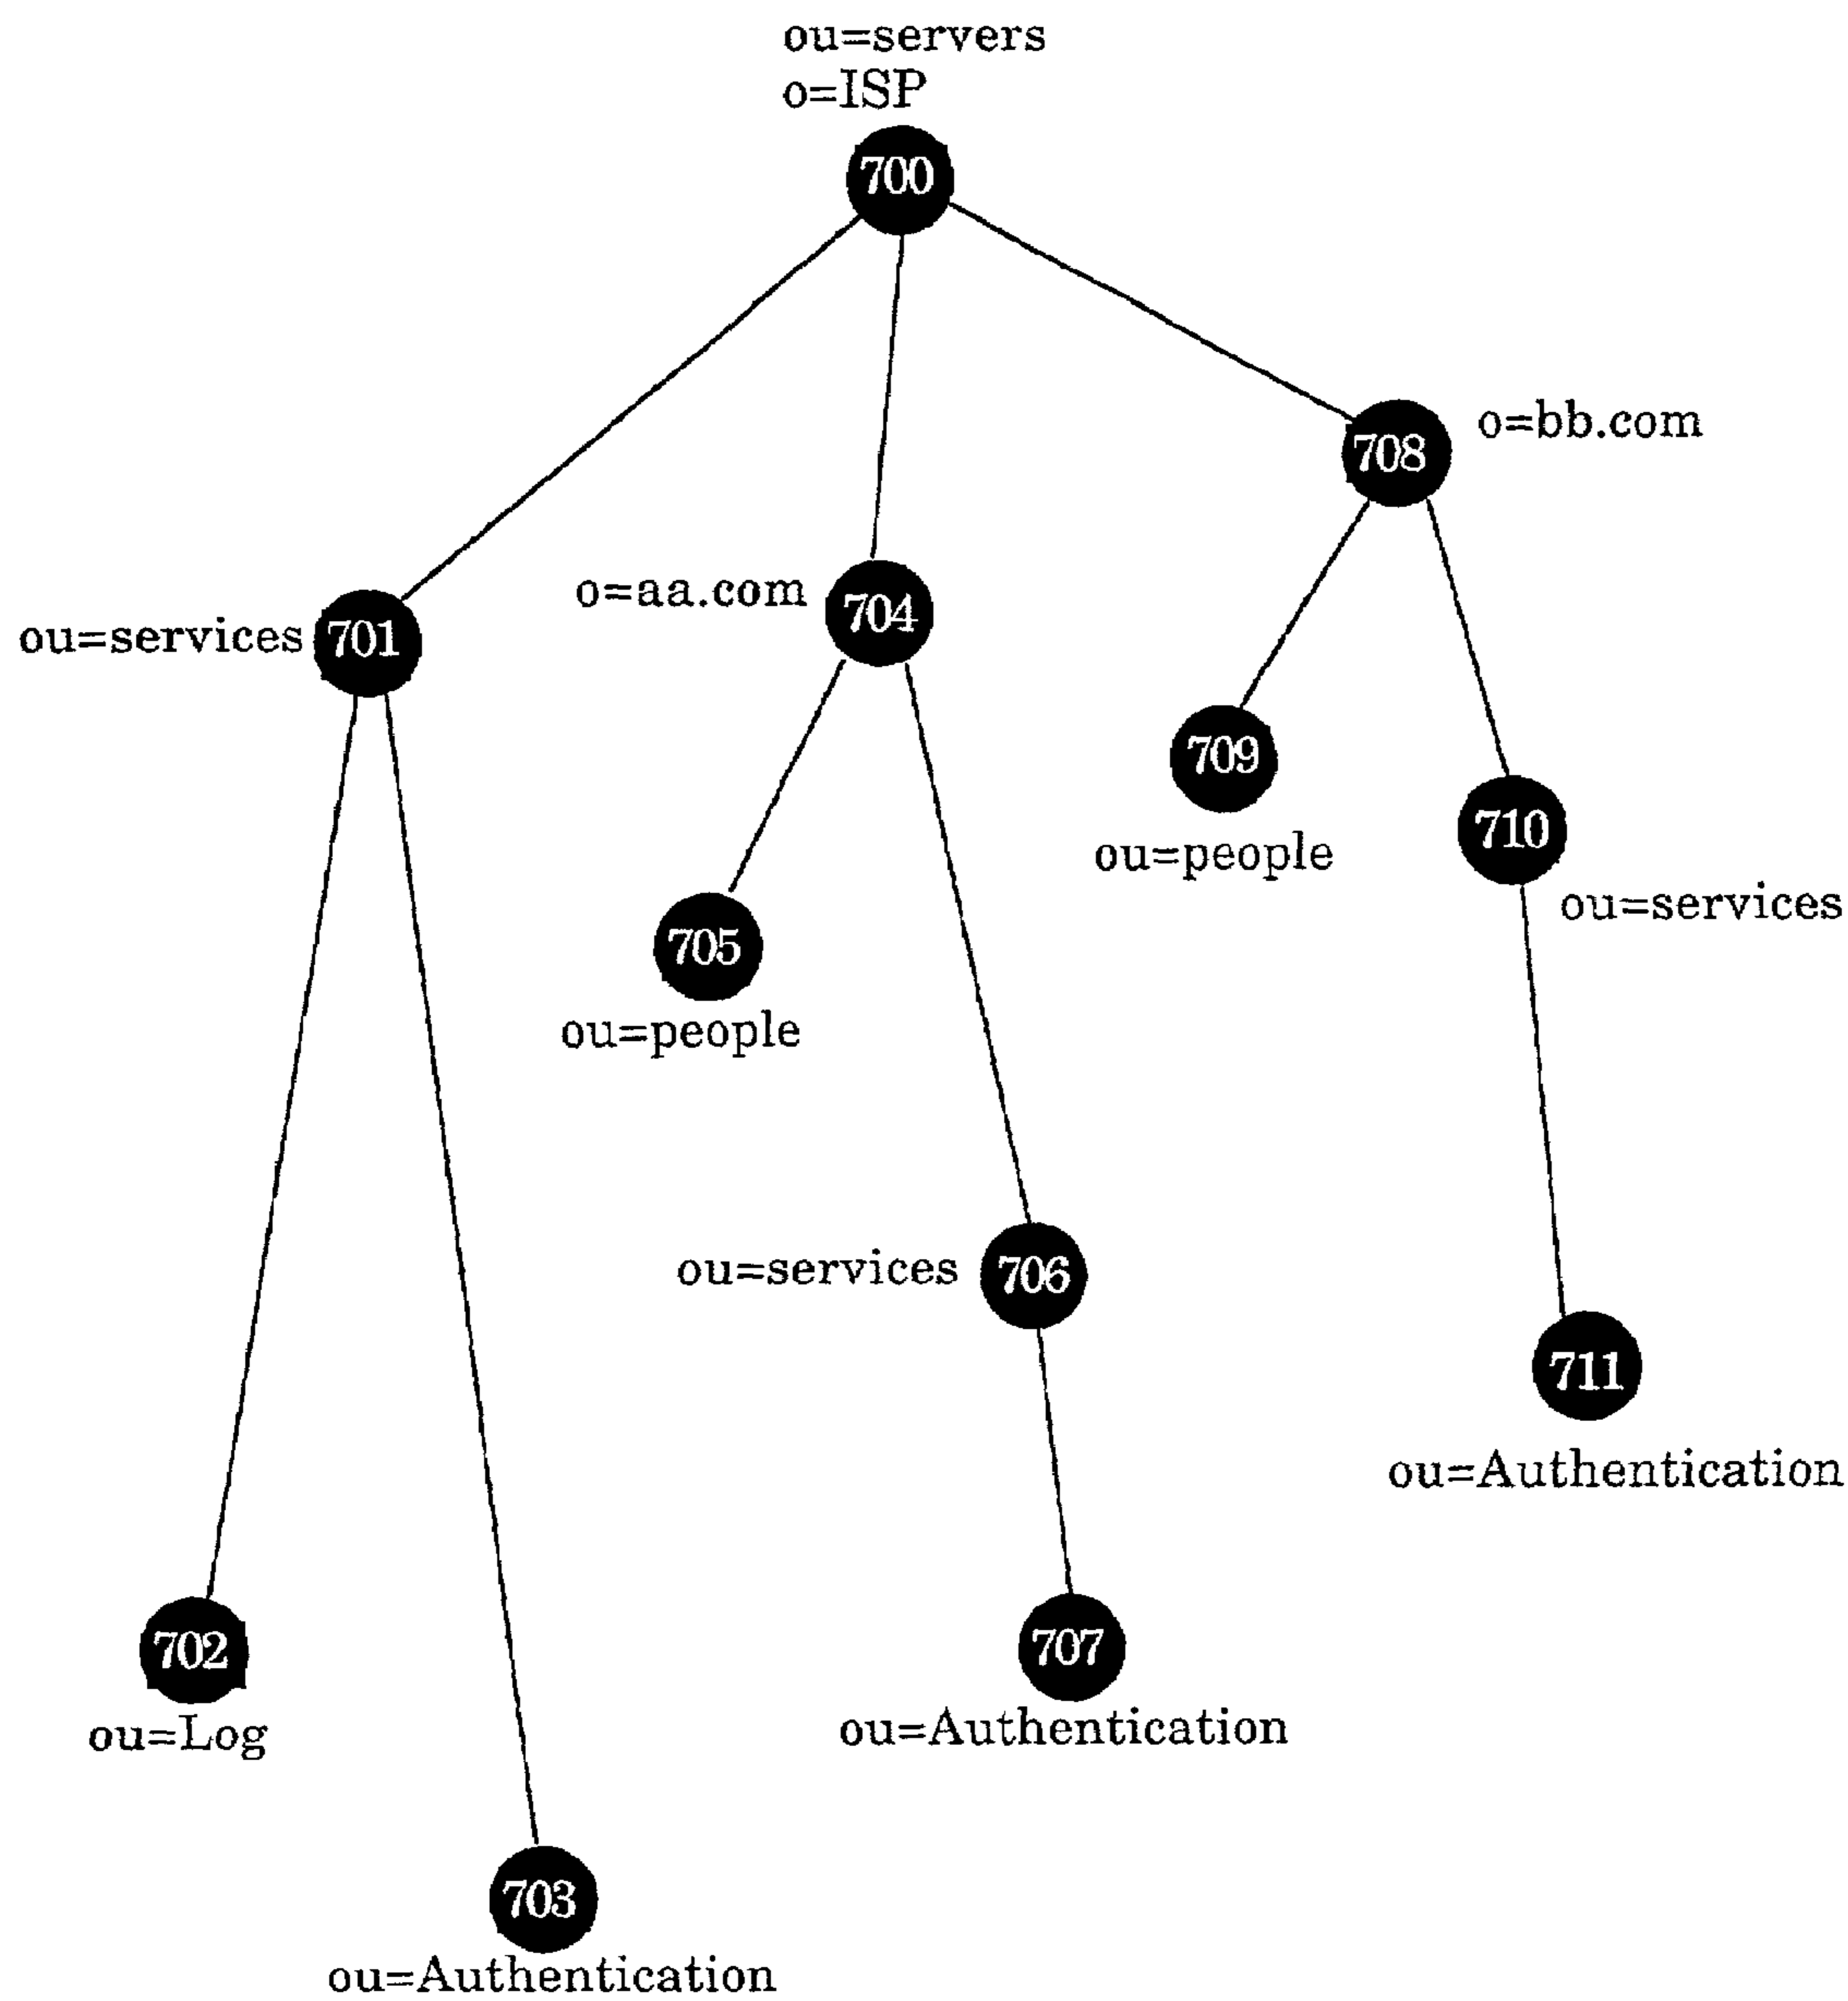 ou=servers
o=ISP
700
o=bb.com
708
o=aa.com
704
ou=services
701
709
ou=people
710
ou=services
705
ou=people
ou=services
706
711
ou=Authentication
702
ou=Log
707
ou=Authentication
703
ou=Authentication